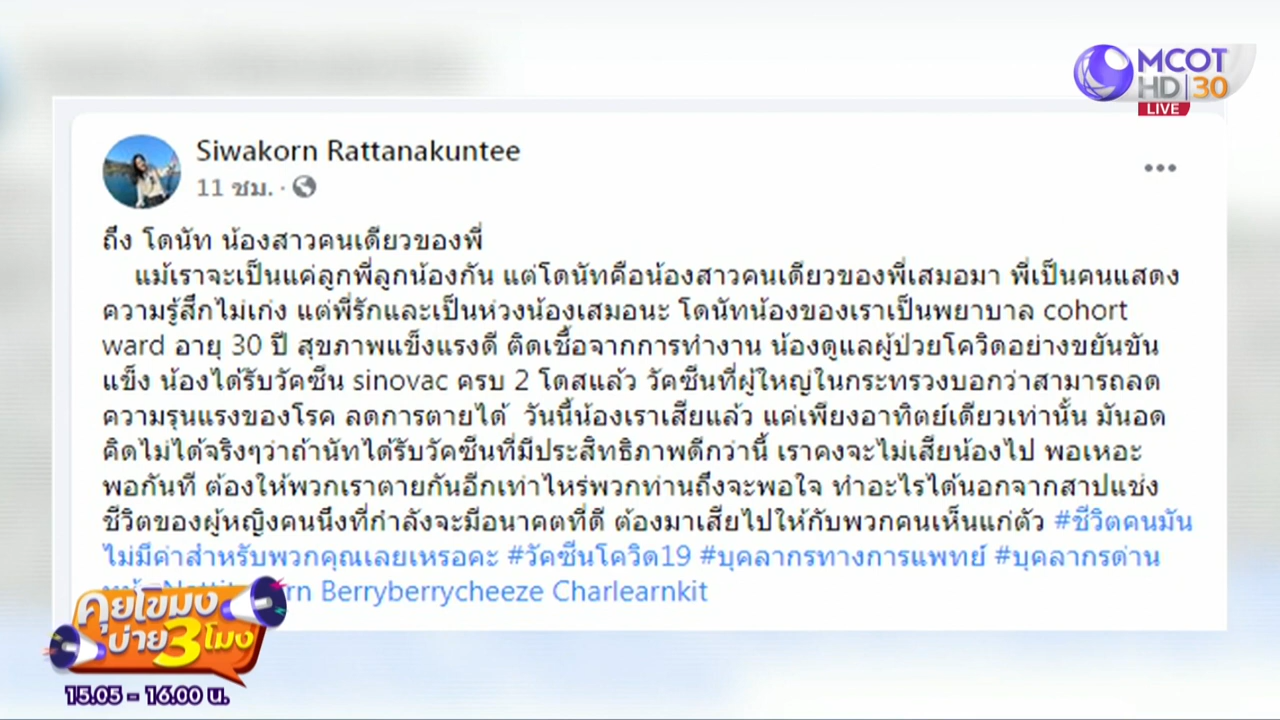 MCOT
HD 30
LIVE
Siwakorn Rattanakuntee
11 ชม. ·
ถึง โดนัท น้องสาวคนเดียวของพี่
แม้เราจะเป็นแค่ลูกพี่ลูกน้องกัน แต่โดนัทคือน้องสาวคนเดียวของพี่เสมอมา พี่เป็นคนแสดง
ความรู้สึกไม่เก่ง แต่พี่รักและเป็นห่วงน้องเสมอนะ โดนัทน้องของเราเป็นพยาบาล cohort
ward อายุ 30 ปี สุขภาพแข็งแรงดี ติดเชื้อจากการทำงาน น้องดูแลผู้ป่วยโควิดอย่างขยันขัน
แข็ง น้องได้รับวัคซีน sinovac ครบ 2 โดสแล้ว วัคซีนที่ผู้ใหญ่ในกระทรวงบอกว่าสามารถลด
ความรุนแรงของโรค ลดการตายได้ วันนี้น้องเราเสียแล้ว แค่เพียงอาทิตย์เดียวเท่านั้น มันอด
คิดไม่ได้จริงๆว่าถ้านัทได้รับวัคซีนที่มีประสิทธิภาพดีกว่านี้ เราคงจะไม่เสียน้องไป พอเหอะ
พอกันที ต้องให้พวกเราตายกันอีกเท่าไหร่พวกท่านถึงจะพอใจ ทำอะไรได้นอกจากสาปแช่ง
ชีวิตของผู้หญิงคนนึงที่กำลังจะมีอนาคตที่ดี ต้องมาเสียไปให้กับพวกคนเห็นแก่ตัว #ชีวิตคนมัน
ไม่มีค่าสำหรับพวกคุณเลยเหรอคะ #วัคซีนโควิด19 #บุคลากรทางการแพทย์ #บุคลากรด่าน
Berryberrycheeze Charlearnkit
คุยโขมง
บ่าย 3 โมง
15.05 - 16.00 น.